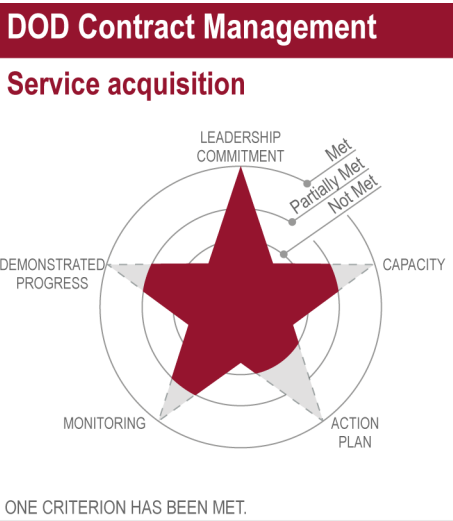 DOD Contract Management
Service acquisition
LEADERSHIP
COMMITMENT
Met
Partially Met
Not Met
DEMONSTRATED
PROGRESS
CAPACITY
MONITORING
ACTION
PLAN
ONE CRITERION HAS BEEN MET.